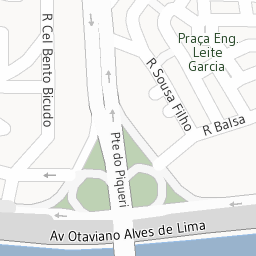 R Cel Bento Bicudo
Praça Eng.
Leite
Garcia
R Sousa Filho
R Balsa
Pte do Piqueri
Av Otaviano Alves de Lima